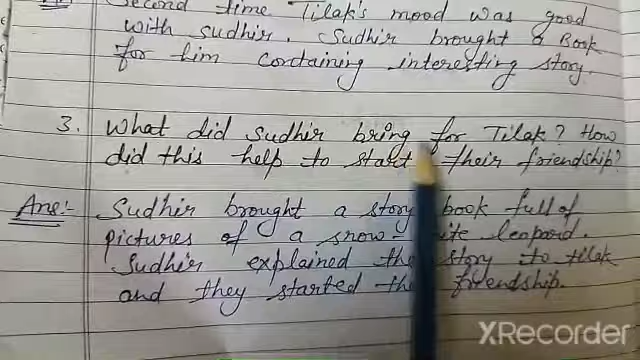 second time Tilak's mood was good
with sudhir. Sudhir brought a Book
for him containing interesting story.
3. What did Sudhir bring for Tilak? How
did this help to start their friendship?
Ans:- Sudhir brought a story book full of
pictures of a snow- leopard.
Sudhir explained the story to tilak
and they started friendship.
XRecorder